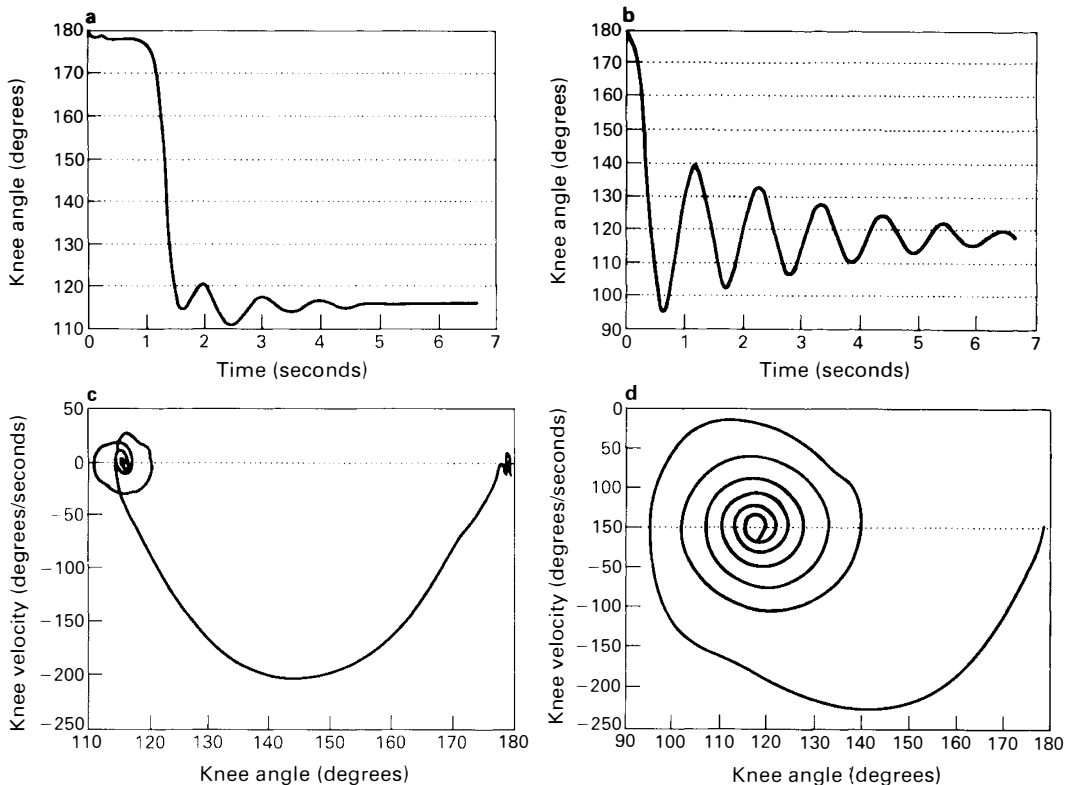 a
180
170
160
150
140
130
120
110
0 1 2 3 4 5 6 7
Knee angle (degrees)
Time (seconds)
b
180
170
160
150
140
130
120
110
100
90
0 1 2 3 4 5 6 7
Knee angle (degrees)
Time (seconds)
c
50
0
-50
-100
-150
-200
-250
110 120 130 140 150 160 170 180
Knee velocity (degrees/seconds)
Knee angle (degrees)
d
0
50
100
150
-100
-150
-200
-250
90 100 110 120 130 140 150 160 170 180
Knee velocity (degrees/seconds)
Knee angle (degrees)